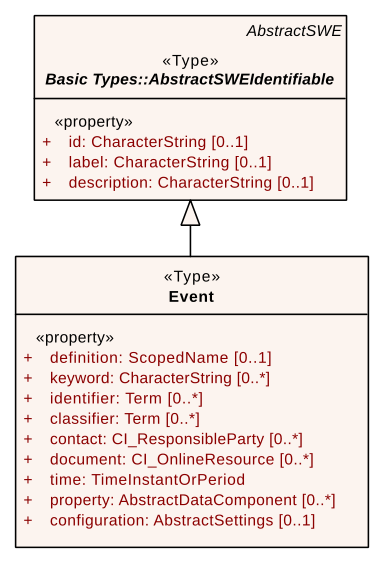 AbstractSWE
«Type»
Basic Types::AbstractSWEIdentifiable
«property»
+ id: CharacterString [0..1]
+ label: CharacterString [0..1]
+ description: CharacterString [0..1]
«Type»
Event
«property»
+ definition: ScopedName [0..1]
+ keyword: CharacterString [0..*]
+ identifier: Term [0..*]
+ classifier: Term [0..*]
+ contact: CI_ResponsibleParty [0..*]
+ document: CI_OnlineResource [0..*]
+ time: TimeInstantOrPeriod
+ property: AbstractDataComponent [0..*]
+ configuration: AbstractSettings [0..1]